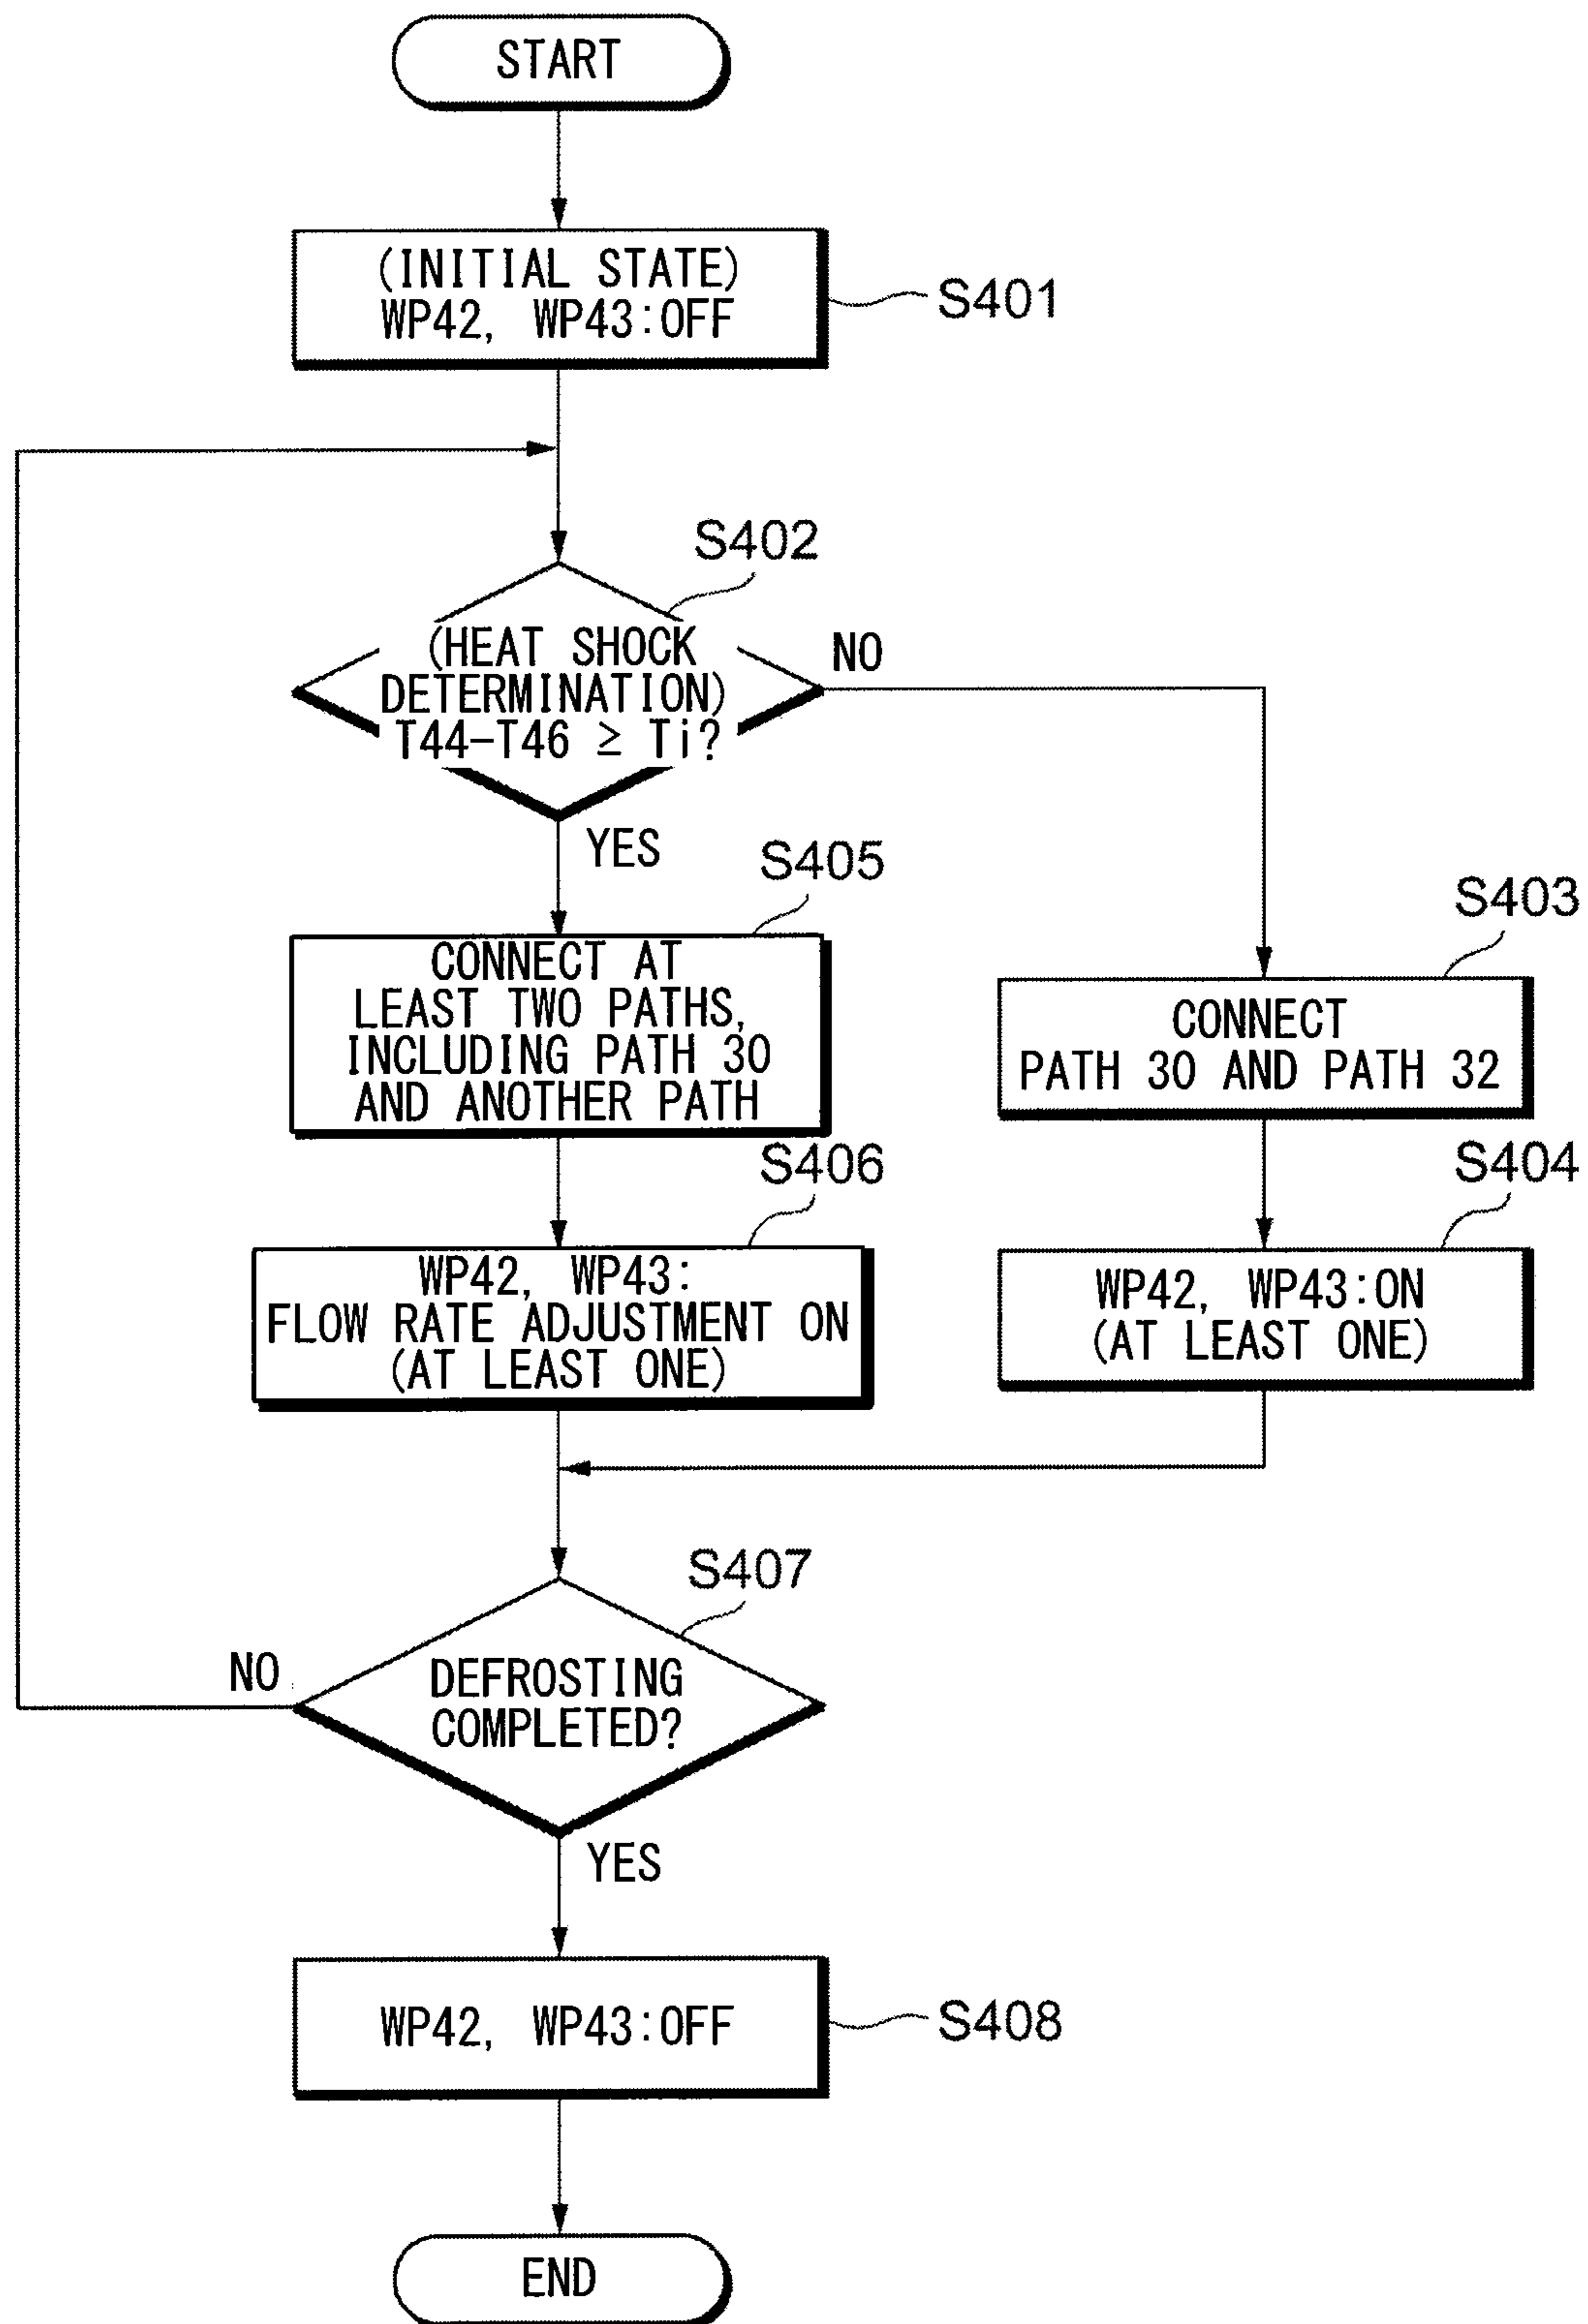 START
(INITIAL STATE)
WP42, WP43:OFF
S401
S402
(HEAT SHOCK
DETERMINATION)
T44-T46 ≥ Ti?
NO
YES
S405
CONNECT AT
LEAST TWO PATHS,
INCLUDING PATH 30
AND ANOTHER PATH
S403
CONNECT
PATH 30 AND PATH 32
S406
WP42, WP43:
FLOW RATE ADJUSTMENT ON
(AT LEAST ONE)
S404
WP42, WP43:ON
(AT LEAST ONE)
S407
DEFROSTING
COMPLETED?
NO
YES
WP42, WP43:OFF
S408
END